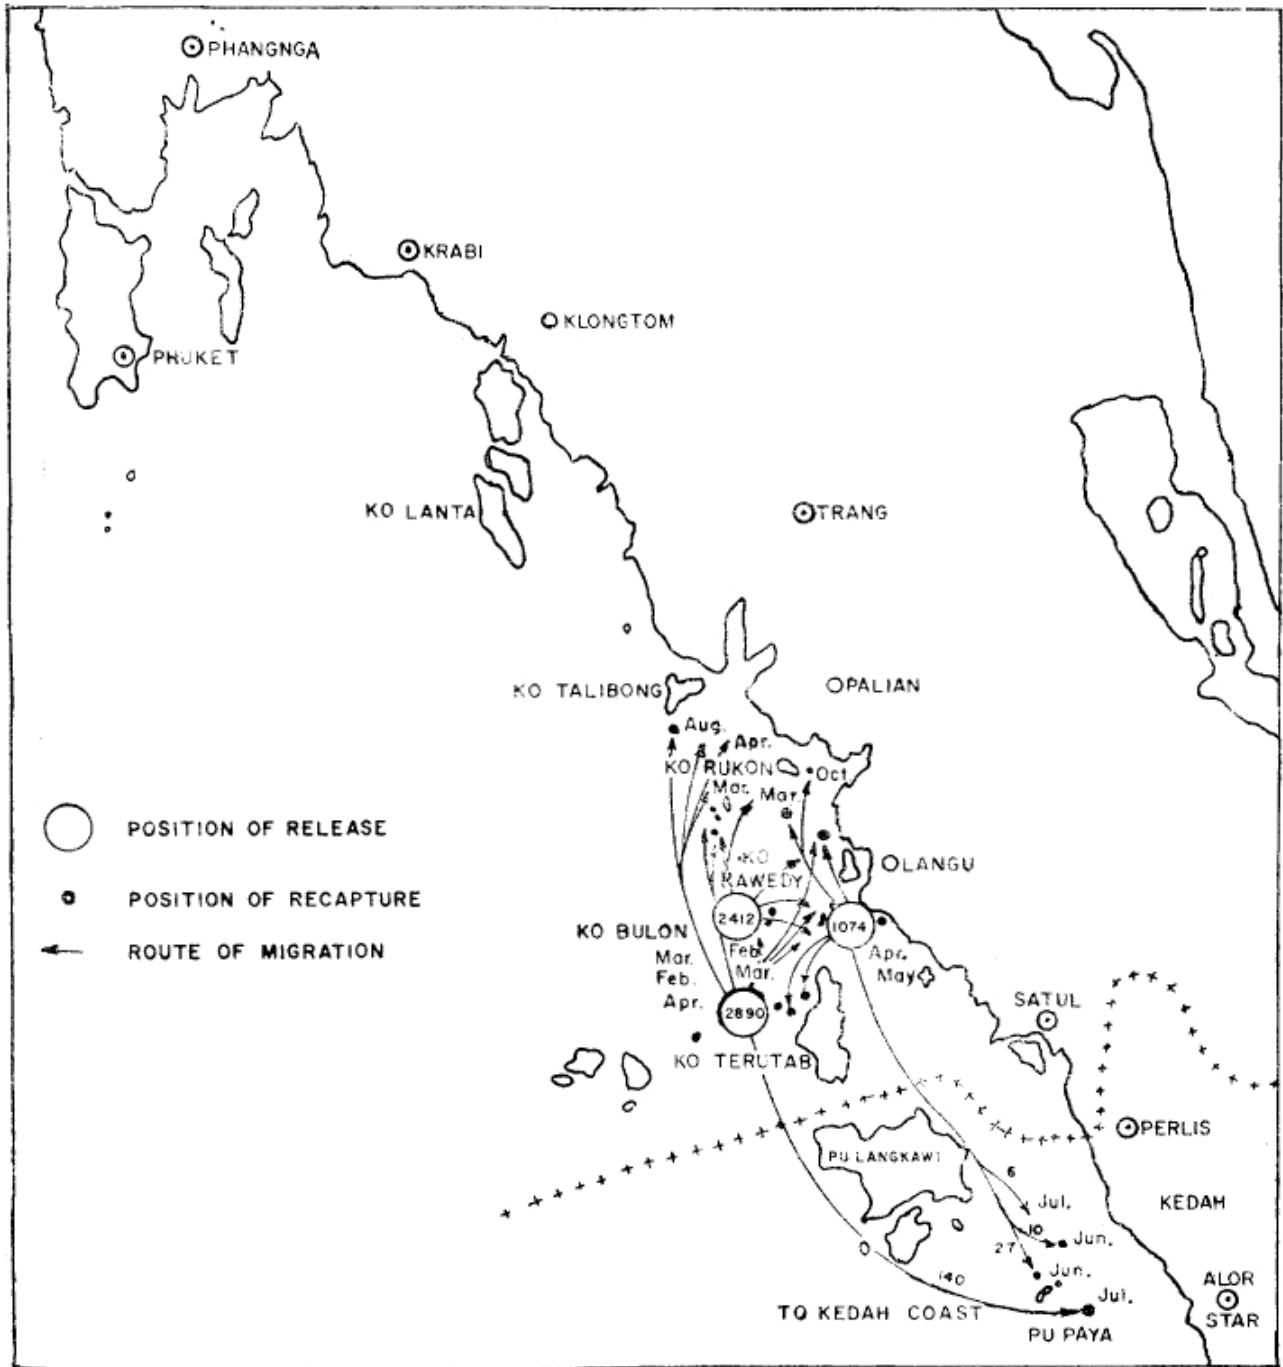 PHANGNGA
KRABI
KLONGTOM
PHUKET
KO LANTA
TRANG
KO TALIBONG
PALIAN
Aug.
Apr.
KO RUKON
Oct
Mar.
Mar.
POSITION OF RELEASE
KO
RAWEDY
LANGU
POSITION OF RECAPTURE
2412
1074
KO BULON
ROUTE OF MIGRATION
Feb.
Mar.
Apr.
May
Mar.
Feb.
Apr.
2890
SATUL
KO TERUTAB
PERLIS
PU LANGKAWI
6
Jul.
KEDAH
10
Jun.
27
Jun.
140
Jul.
ALOR
STAR
TO KEDAH COAST
PU PAYA